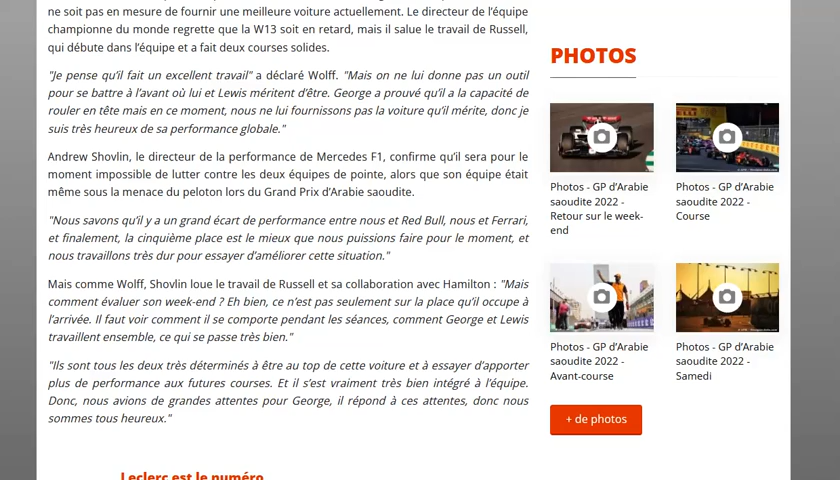 ne soit pas en mesure de fournir une meilleure voiture actuellement. Le directeur de l’équipe
championne du monde regrette que la W13 soit en retard, mais il salue le travail de Russell,
qui débute dans l’équipe et a fait deux courses solides.
"Je pense qu’il fait un excellent travail" a déclaré Wolff. "Mais on ne lui donne pas un outil
pour se battre à l’avant où lui et Lewis méritent d’être. George a prouvé qu’il a la capacité de
rouler en tête mais en ce moment, nous ne lui fournissons pas la voiture qu’il mérite, donc je
suis très heureux de sa performance globale."
Andrew Shovlin, le directeur de la performance de Mercedes F1, confirme qu’il sera pour le
moment impossible de lutter contre les deux équipes de pointe, alors que son équipe était
même sous la menace du peloton lors du Grand Prix d’Arabie saoudite.
"Nous savons qu’il y a un grand écart de performance entre nous et Red Bull, nous et Ferrari,
et finalement, la cinquième place est le mieux que nous puissions faire pour le moment, et
nous travaillons très dur pour essayer d’améliorer cette situation."
Mais comme Wolff, Shovlin loue le travail de Russell et sa collaboration avec Hamilton : "Mais
comment évaluer son week-end ? Eh bien, ce n’est pas seulement sur la place qu’il occupe à
l’arrivée. Il faut voir comment il se comporte pendant les séances, comment George et Lewis
travaillent ensemble, ce qui se passe très bien."
"Ils sont tous les deux très déterminés à être au top de cette voiture et à essayer d’apporter
plus de performance aux futures courses. Et il s’est vraiment très bien intégré à l’équipe.
Donc, nous avions de grandes attentes pour George, il répond à ces attentes, donc nous
sommes tous heureux."
Leclerc est le numéro
PHOTOS
Photos - GP d’Arabie
saoudite 2022 -
Retour sur le week-
end
Photos - GP d’Arabie
saoudite 2022 -
Course
Photos - GP d’Arabie
saoudite 2022 -
Avant-course
Photos - GP d’Arabie
saoudite 2022 -
Samedi
+ de photos